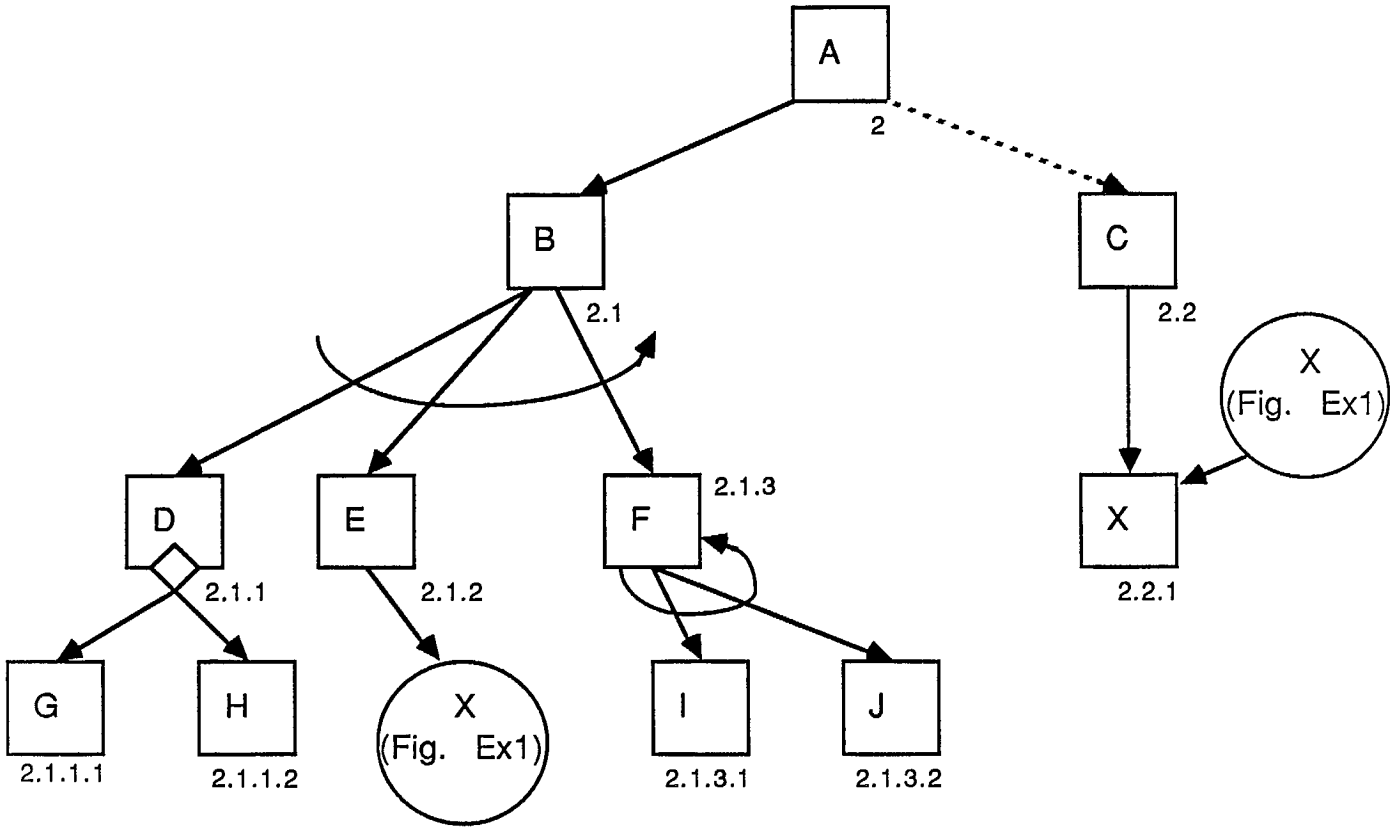 A
2
B
2.1
C
2.2
X
(Fig. Ex1)
D
2.1.1
E
2.1.2
F
2.1.3
X
2.2.1
G
2.1.1.1
H
2.1.1.2
X
(Fig. Ex1)
I
2.1.3.1
J
2.1.3.2